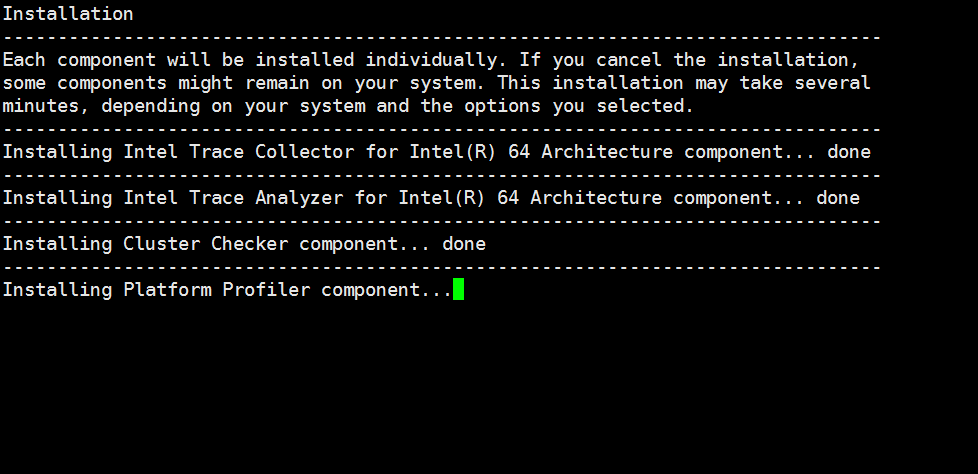 Installation
--------------------------------------------------------------------------------
Each component will be installed individually. If you cancel the installation,
some components might remain on your system. This installation may take several
minutes, depending on your system and the options you selected.
--------------------------------------------------------------------------------
Installing Intel Trace Collector for Intel(R) 64 Architecture component... done
--------------------------------------------------------------------------------
Installing Intel Trace Analyzer for Intel(R) 64 Architecture component... done
--------------------------------------------------------------------------------
Installing Cluster Checker component... done
--------------------------------------------------------------------------------
Installing Platform Profiler component...